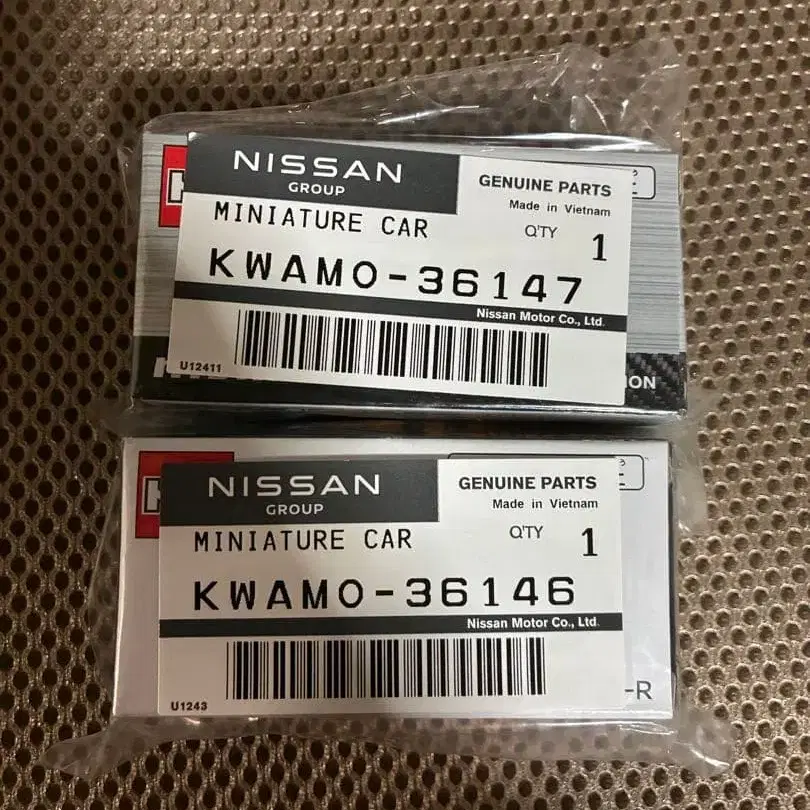 NISSAN
GROUP
GENUINE PARTS
Made in Vietnam
MINIATURE CAR
Q'TY 1
KWAMO-36147
Nissan Motor Co., Ltd.
U12411
ION
NISSAN
GROUP
GENUINE PARTS
Made in Vietnam
MINIATURE CAR
Q'TY 1
KWAMO-36146
Nissan Motor Co., Ltd.
U1243
-R